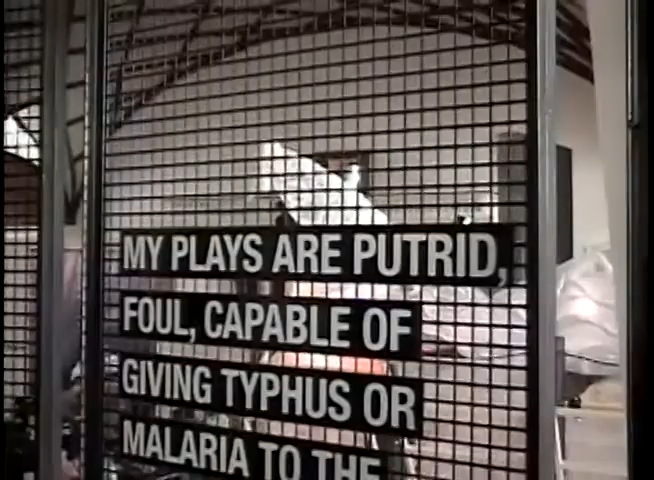 MY PLAYS ARE PUTRID,
FOUL, CAPABLE OF
GIVING TYPHUS OR
MALARIA TO THE